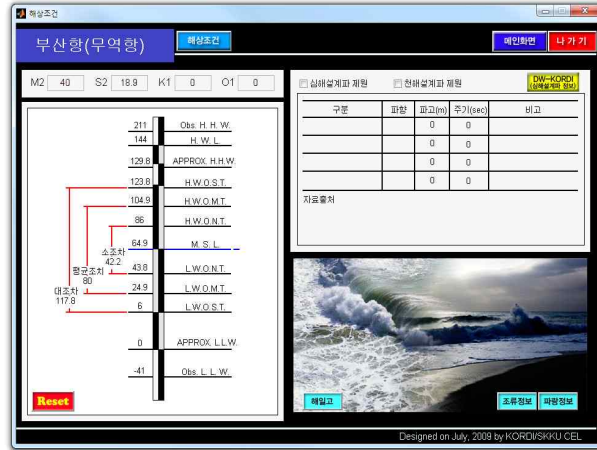 해상조건
부산항(무역항)
해상조건
메인화면
나 가 기
M2 40 S2 18.9 K1 0 O1 0
211 Obs. H. H. W.
144 H. W. L.
129.8 APPROX. H.H.W.
123.8 H.W.O.S.T.
104.9 H.W.O.M.T.
86 H.W.O.N.T.
64.9 M. S. L.
소조차
42.2
43.8 L.W.O.N.T.
평균조차
80
24.9 L.W.O.M.T.
대조차
117.8
6 L.W.O.S.T.
0 APPROX. L.L.W.
-41 Obs. L. L. W.
Reset
심해설계파 제원
천해설계파 제원
DW-KORDI
(심해설계파 정보)
구분 파향 파고(m) 주기(sec) 비고
0 0
0 0
0 0
0 0
자료출처
해일고
조류정보
파랑정보
Designed on July, 2009 by KORDI/SKKU CEL